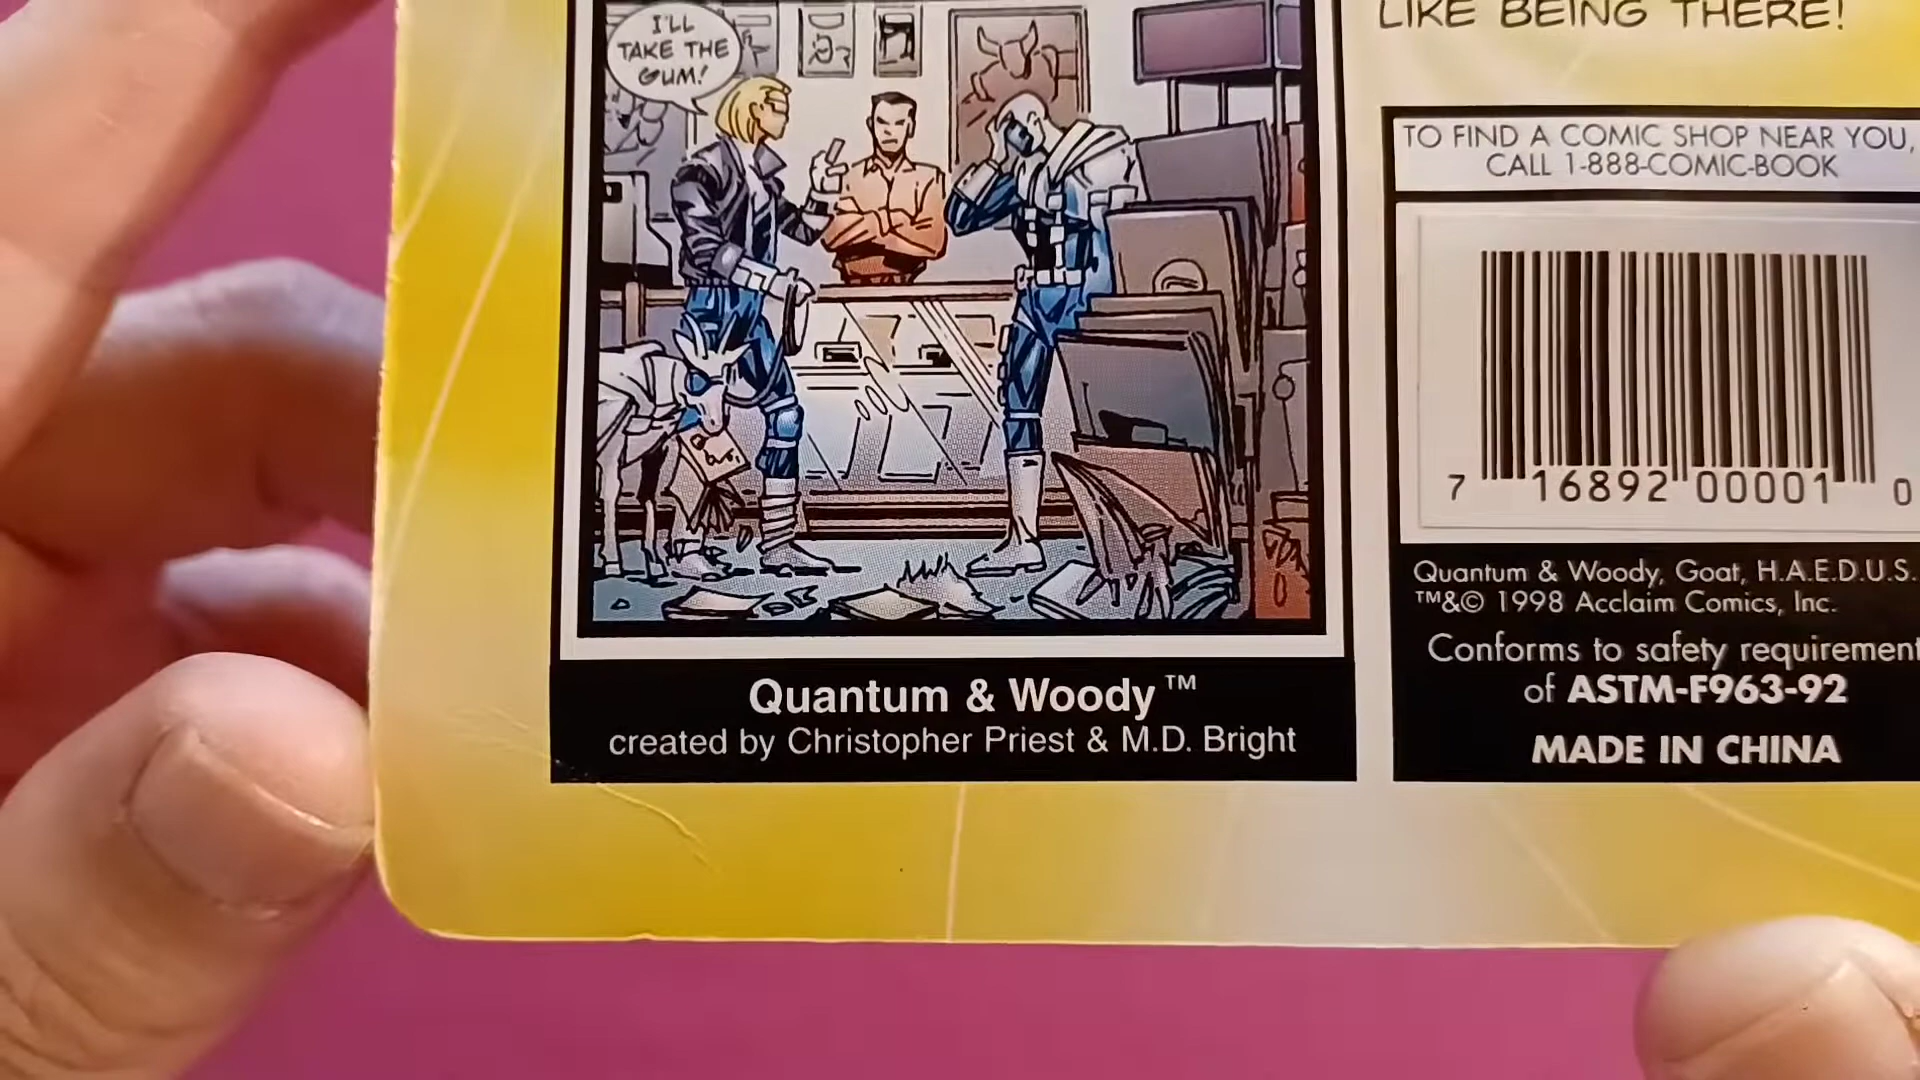 I'LL
TAKE THE
GUM!
LIKE BEING THERE!
TO FIND A COMIC SHOP NEAR YOU,
CALL 1-888-COMIC-BOOK
7 16892 00001 0
Quantum & Woody, Goat, H.A.E.D.U.S.
™&© 1998 Acclaim Comics, Inc.
Conforms to safety requirement
of ASTM-F963-92
MADE IN CHINA
Quantum & Woody™
created by Christopher Priest & M.D. Bright